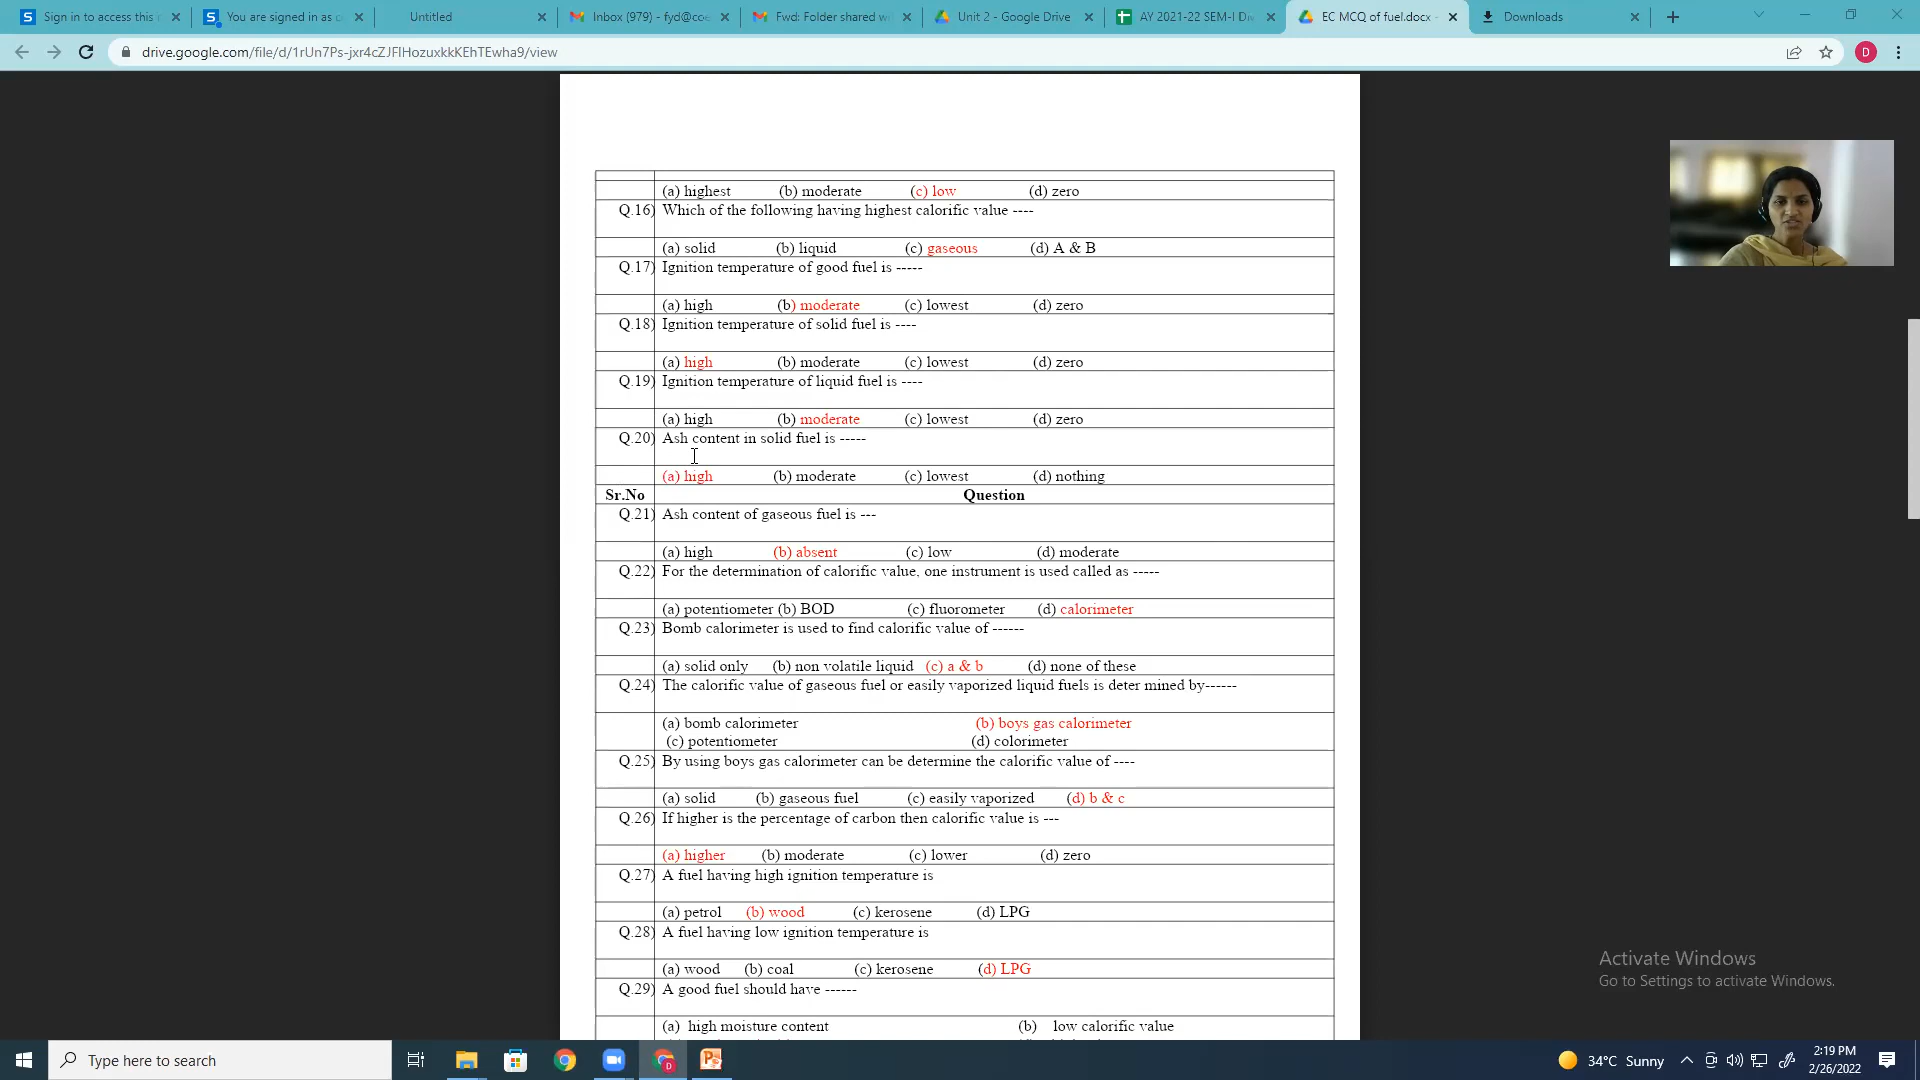 Sign in to access this
You are signed in as
Untitled
Inbox (979) - fyd@coe
Fwd: Folder shared w
Unit 2 - Google Drive
AY 2021-22 SEM-I Di
EC MCQ of fuel.docx -
Downloads
drive.google.com/file/d/1rUn7Ps-jxr4cZJFlHozuxkkKEhTEwha9/view
D
(a) highest (b) moderate (c) low (d) zero
Q.16) Which of the following having highest calorific value ----
(a) solid (b) liquid (c) gaseous (d) A & B
Q.17) Ignition temperature of good fuel is -----
(a) high (b) moderate (c) lowest (d) zero
Q.18) Ignition temperature of solid fuel is ----
(a) high (b) moderate (c) lowest (d) zero
Q.19) Ignition temperature of liquid fuel is ----
(a) high (b) moderate (c) lowest (d) zero
Q.20) Ash content in solid fuel is -----
(a) high (b) moderate (c) lowest (d) nothing
Sr.No Question
Q.21) Ash content of gaseous fuel is ---
(a) high (b) absent (c) low (d) moderate
Q.22) For the determination of calorific value, one instrument is used called as -----
(a) potentiometer (b) BOD (c) fluorometer (d) calorimeter
Q.23) Bomb calorimeter is used to find calorific value of ------
(a) solid only (b) non volatile liquid (c) a & b (d) none of these
Q.24) The calorific value of gaseous fuel or easily vaporized liquid fuels is deter mined by------
(a) bomb calorimeter (b) boys gas calorimeter
(c) potentiometer (d) colorimeter
Q.25) By using boys gas calorimeter can be determine the calorific value of ----
(a) solid (b) gaseous fuel (c) easily vaporized (d) b & c
Q.26) If higher is the percentage of carbon then calorific value is ---
(a) higher (b) moderate (c) lower (d) zero
Q.27) A fuel having high ignition temperature is
(a) petrol (b) wood (c) kerosene (d) LPG
Q.28) A fuel having low ignition temperature is
(a) wood (b) coal (c) kerosene (d) LPG
Q.29) A good fuel should have ------
(a) high moisture content (b) low calorific value
Activate Windows
Go to Settings to activate Windows.
Type here to search
34°C Sunny
2:19 PM
2/26/2022